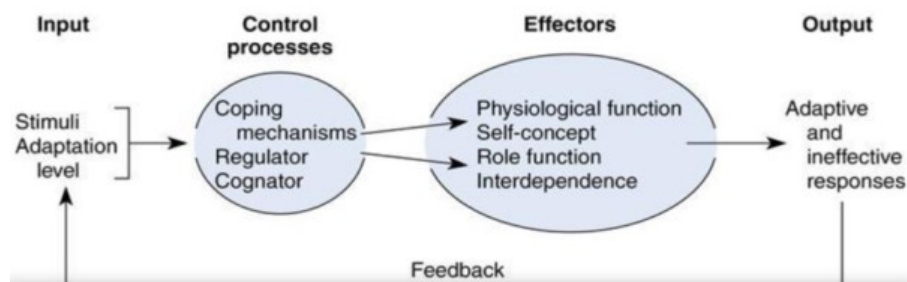 Input
Control
processes
Effectors
Output
Stimuli
Adaptation
level
Coping
mechanisms
Regulator
Cognator
Physiological function
Self-concept
Role function
Interdependence
Adaptive
and
ineffective
responses
Feedback